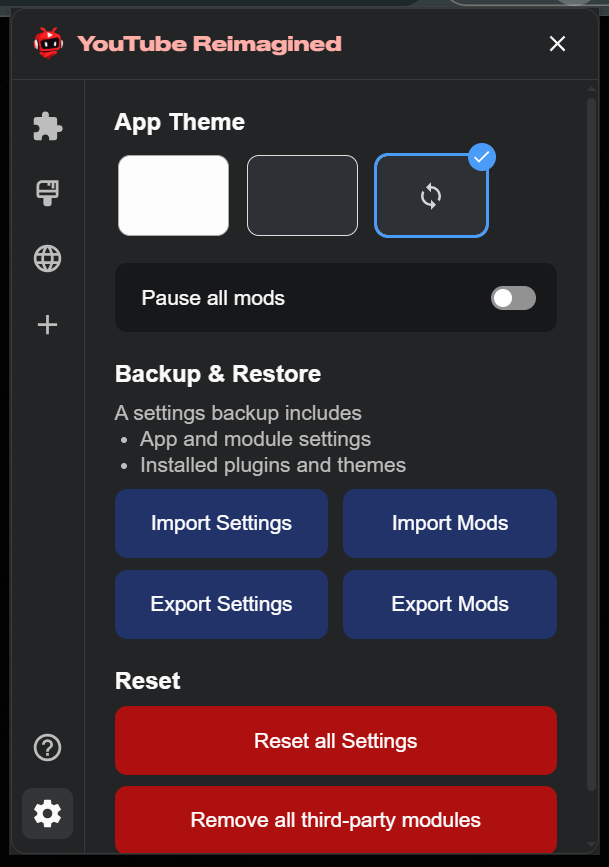 YouTube Reimagined
App Theme
Pause all mods
Backup & Restore
A settings backup includes
• App and module settings
• Installed plugins and themes
Import Settings
Import Mods
Export Settings
Export Mods
Reset
Reset all Settings
Remove all third-party modules